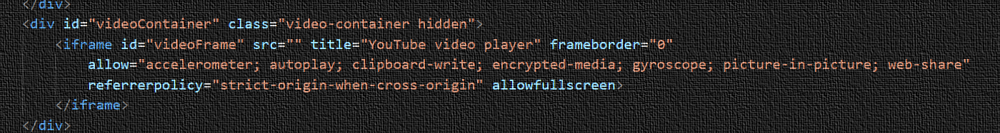 </div>
<div id="videoContainer" class="video-container hidden">
<iframe id="videoFrame" src="" title="YouTube video player" frameborder="0"
allow="accelerometer; autoplay; clipboard-write; encrypted-media; gyroscope; picture-in-picture; web-share"
referrerpolicy="strict-origin-when-cross-origin" allowfullscreen>
</iframe>
</div>